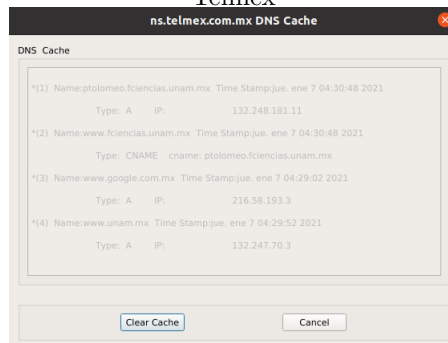 Telmex
ns.telmex.com.mx DNS Cache
DNS Cache
*(1) Name:ptolomeo.fciencias.unam.mx Time Stamp:jue. ene 7 04:30:48 2021
Type: A IP: 132.248.181.11
*(2) Name:www.fciencias.unam.mx Time Stamp:jue. ene 7 04:30:48 2021
Type: CNAME cname: ptolomeo.fciencias.unam.mx
*(3) Name:www.google.com.mx Time Stamp:jue. ene 7 04:29:02 2021
Type: A IP: 216.58.193.3
*(4) Name:www.unam.mx Time Stamp:jue. ene 7 04:29:52 2021
Type: A IP: 132.247.70.3
Clear Cache Cancel